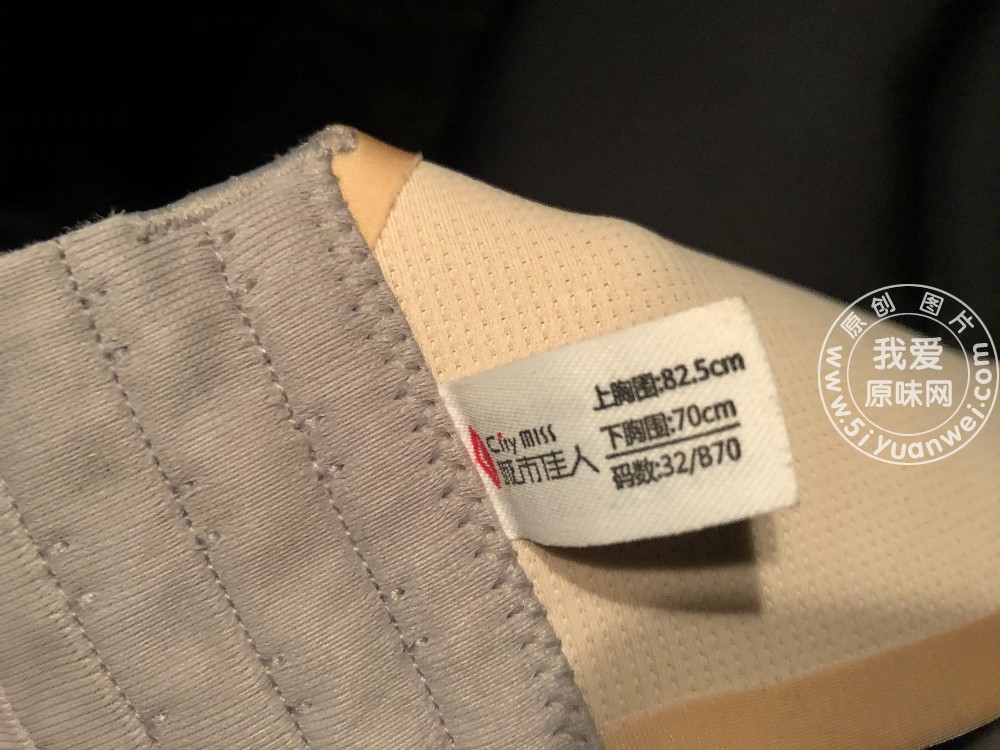 City MISS
城市佳人
上胸围:82.5cm
下胸围:70cm
码数:32/B70
原创图片
我爱
原味网
www.5iyuanwei.com